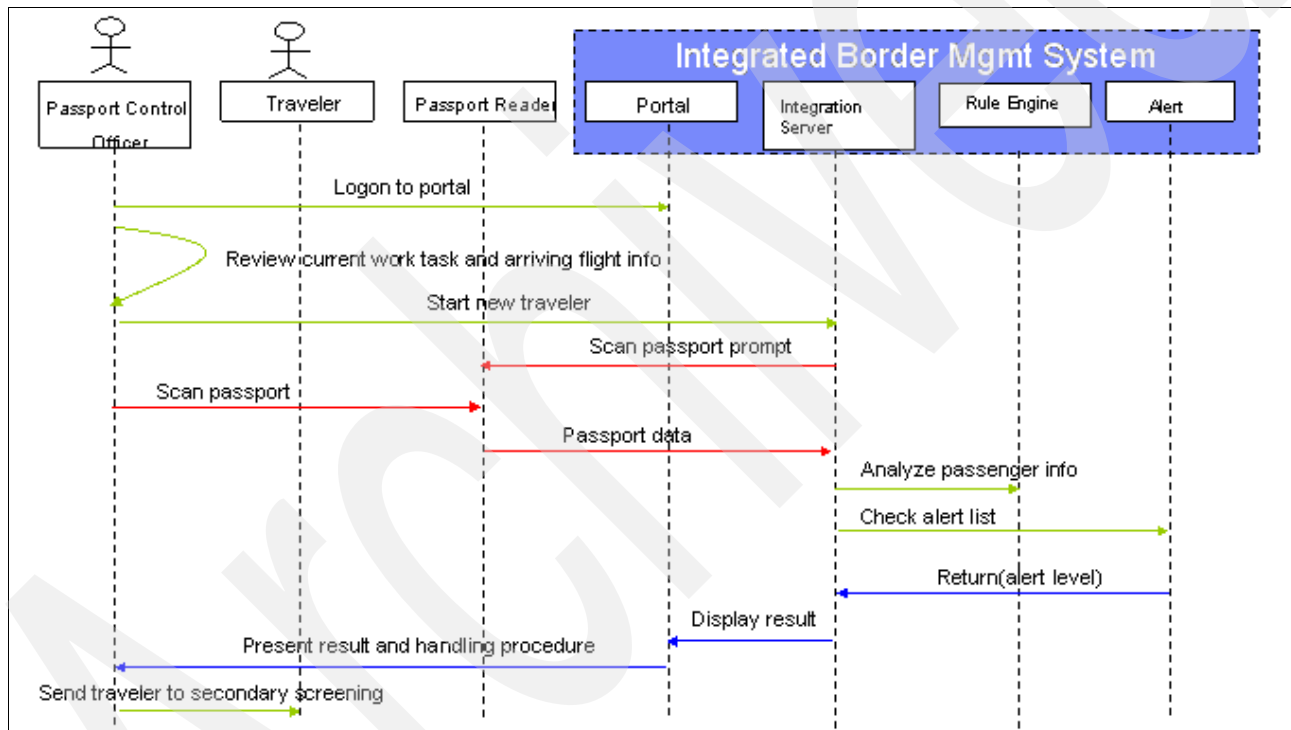 Integrated Border Mgmt System
Passport Control
Officer
Traveler
Passport Reader
Portal
Integration
Server
Rule Engine
Alert
Logon to portal
Review current work task and arriving flight info
Start new traveler
Scan passport prompt
Scan passport
Passport data
Analyze passenger info
Check alert list
Return(alert level)
Display result
Present result and handling procedure
Send traveler to secondary screening
Archive